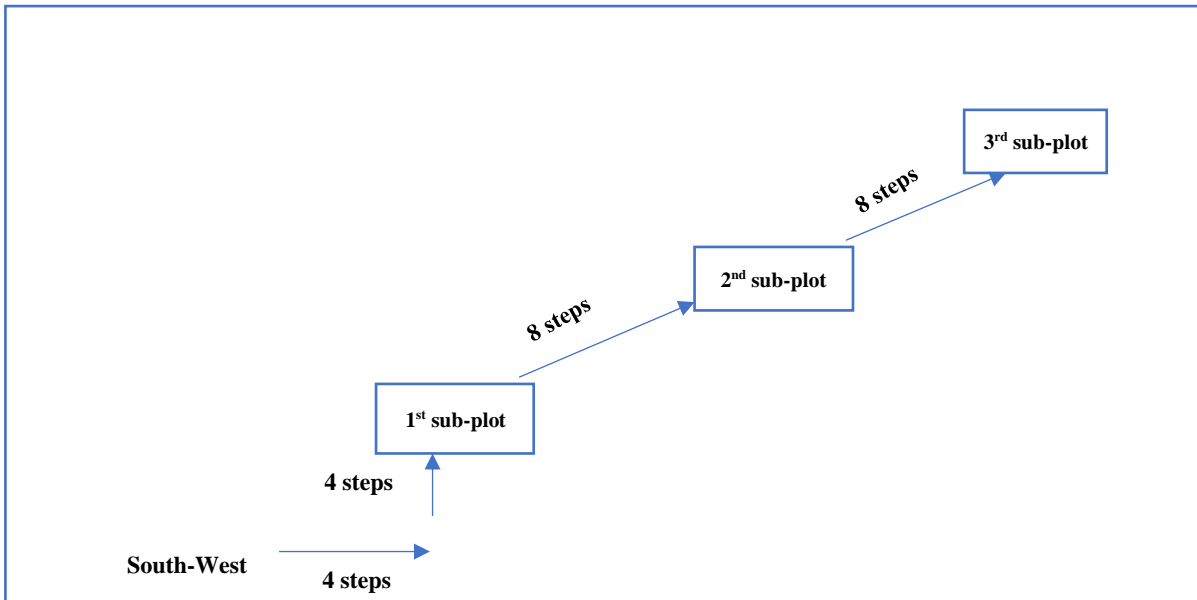 3rd sub-plot
8 steps
2nd sub-plot
8 steps
1st sub-plot
4 steps
South-West
4 steps